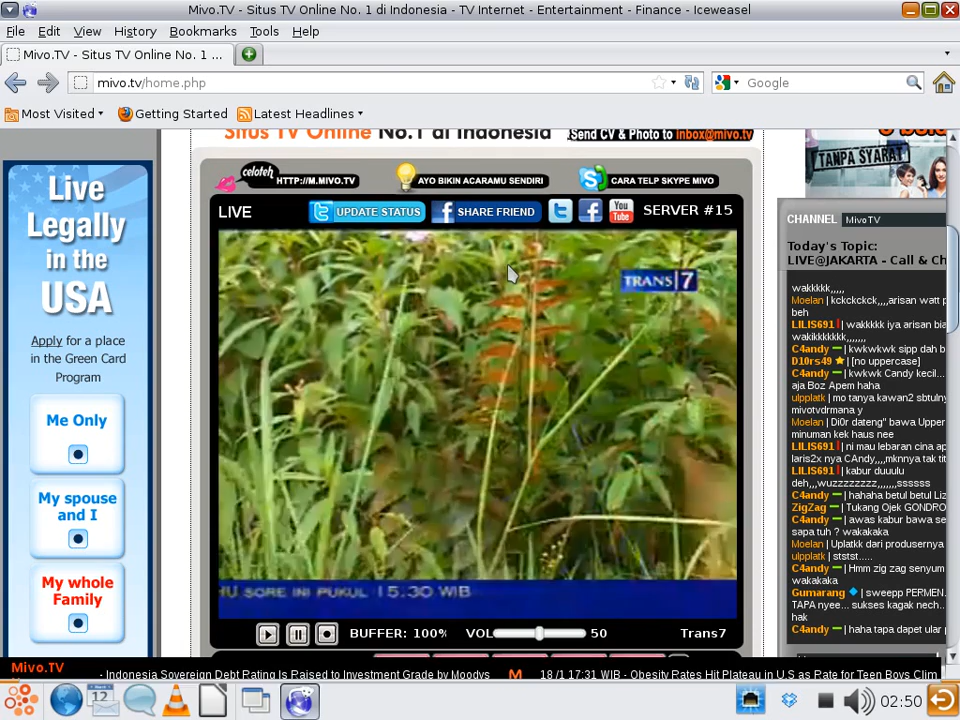 Mivo.TV - Situs TV Online No. 1 di Indonesia - TV Internet - Entertainment - Finance - Iceweasel
File Edit View History Bookmarks Tools Help
Mivo.TV - Situs TV Online No. 1 ...
mivo.tv/home.php
Google
Most Visited
Getting Started
Latest Headlines
Situs TV Online No.1 di Indonesia
Send CV & Photo to inbox@mivo.tv
TANPA SYARAT
Live
Legally
in the
USA
Apply for a place
in the Green Card
Program
Me Only
My spouse
and I
My whole
Family
celoteh
HTTP://M.MIVO.TV
AYO BIKIN ACARAMU SENDIRI
CARA TELP SKYPE MIVO
LIVE
UPDATE STATUS
SHARE FRIEND
You
Tube
SERVER #15
TRANS 7
HU SORE INI PUKUL 15.30 WIB
BUFFER: 100%
VOL
50
Trans7
CHANNEL MivoTV
Today's Topic:
LIVE@JAKARTA - Call & Ch
wakkkkk,,,,,
Moelan | kckckckck,,,,arisan watt p
beh
LILIS691 | wakkkkk iya arisan bia
wakikkkkkk,,,,,,,
C4andy | kwkwkwk sipp dah b
D10rs49 | [no uppercase]
C4andy | kwkwk Candy kecil...
aja Boz Apem haha
ulpplatk | mo tanya kawan2 sbtulny
mivotvdrmana y
Moelan | Di0r dateng" bawa Upper
minuman kek haus nee
LILIS691 | ni mau lebaran cina ap
laris2x nya CAndy,,,,mknnya tak tit
LILIS691 | kabur duuulu
deh,,,wuzzzzzzzz,,,,,,,ssssss
C4andy | hahaha betul betul Liz
ZigZag | Tukang Ojek GONDRO
C4andy | awas kabur bawa se
sapa tuh ? wakakaka
Moelan | Uplatkk dari produsernya
ulpplatk | ststst.....
C4andy | Hmm zig zag senyum
wakakaka
Gumarang | sweepp PERMEN.
TAPA nyee... sukses kagak nech..
hak
C4andy | haha tapa dapet ular p
Mivo.TV
- Indonesia Sovereign Debt Rating Is Raised to Investment Grade by Moodys
M 18 /1 17:31 WIB - Obesity Rates Hit Plateau in U.S as Rate for Teen Boys Clim
12
02:50